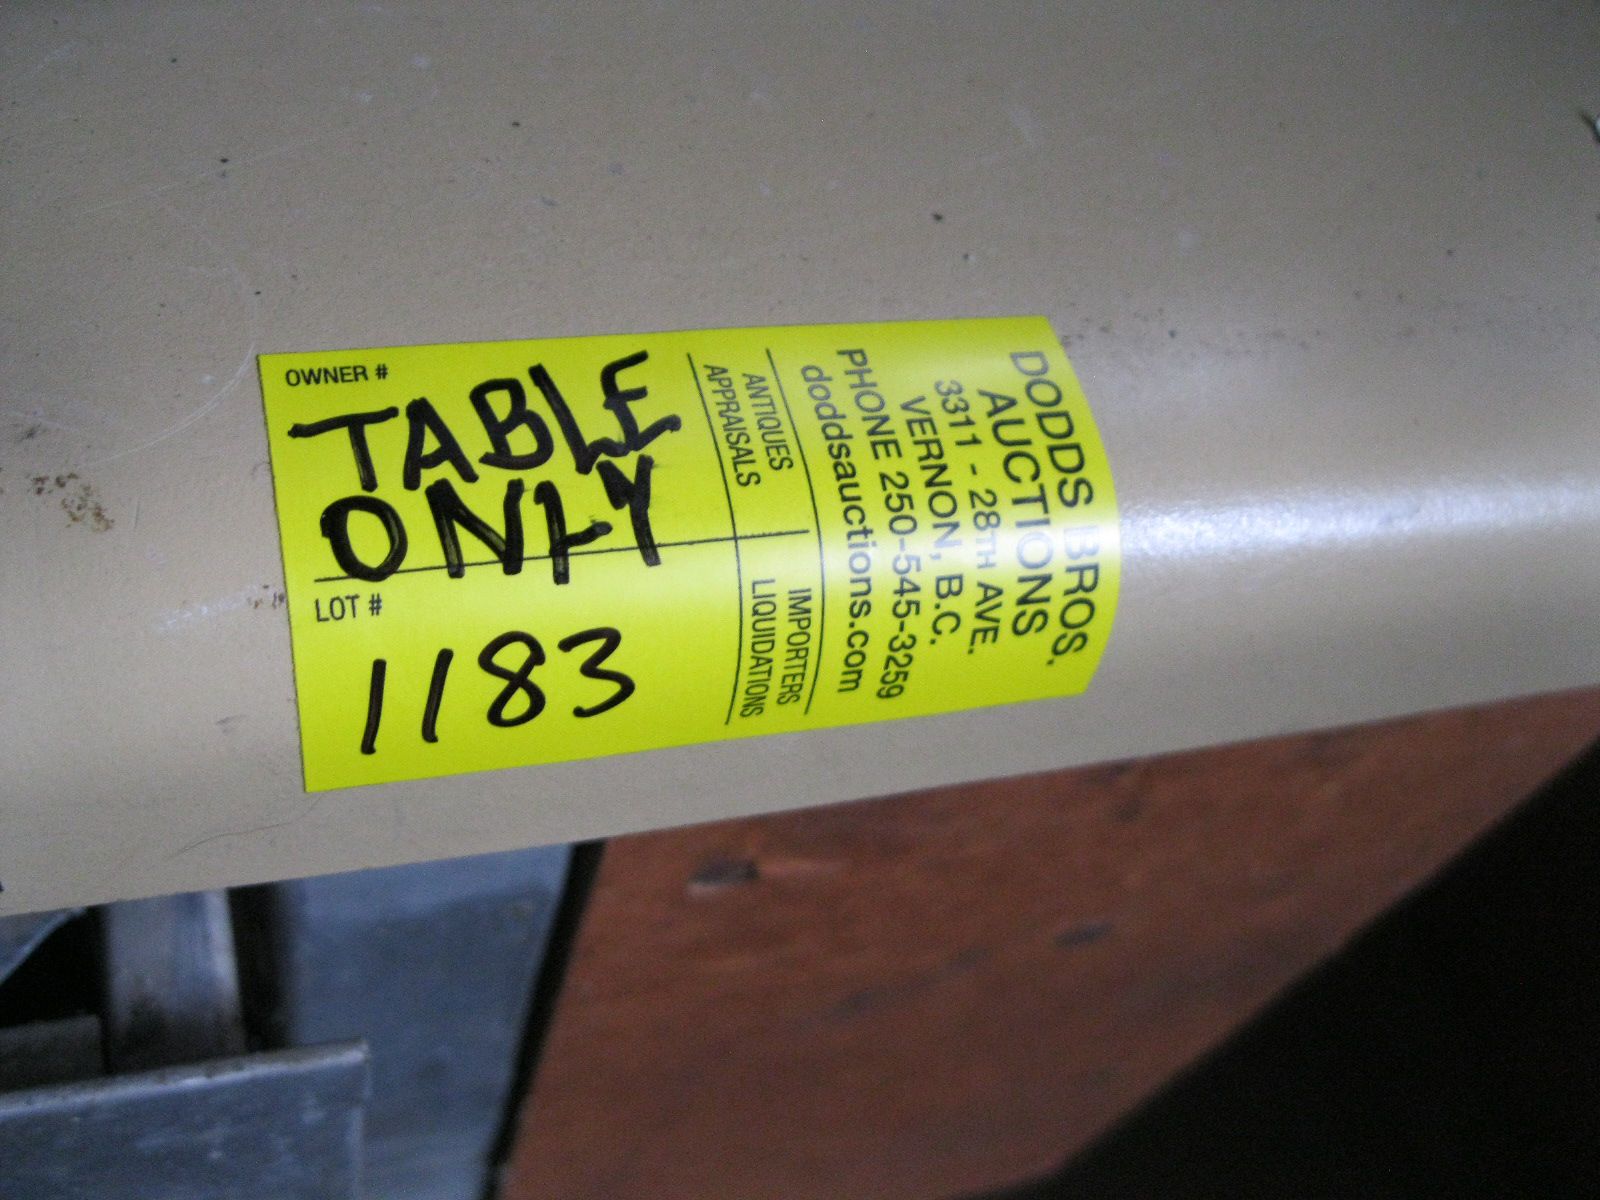 OWNER #
TABLE
ONLY
LOT #
1183
ANTIQUES
APPRAISALS
IMPORTERS
LIQUIDATIONS
DODDS BROS.
AUCTIONS
3311 - 28TH AVE.
VERNON, B.C.
PHONE 250-545-3259
doddsauctions.com